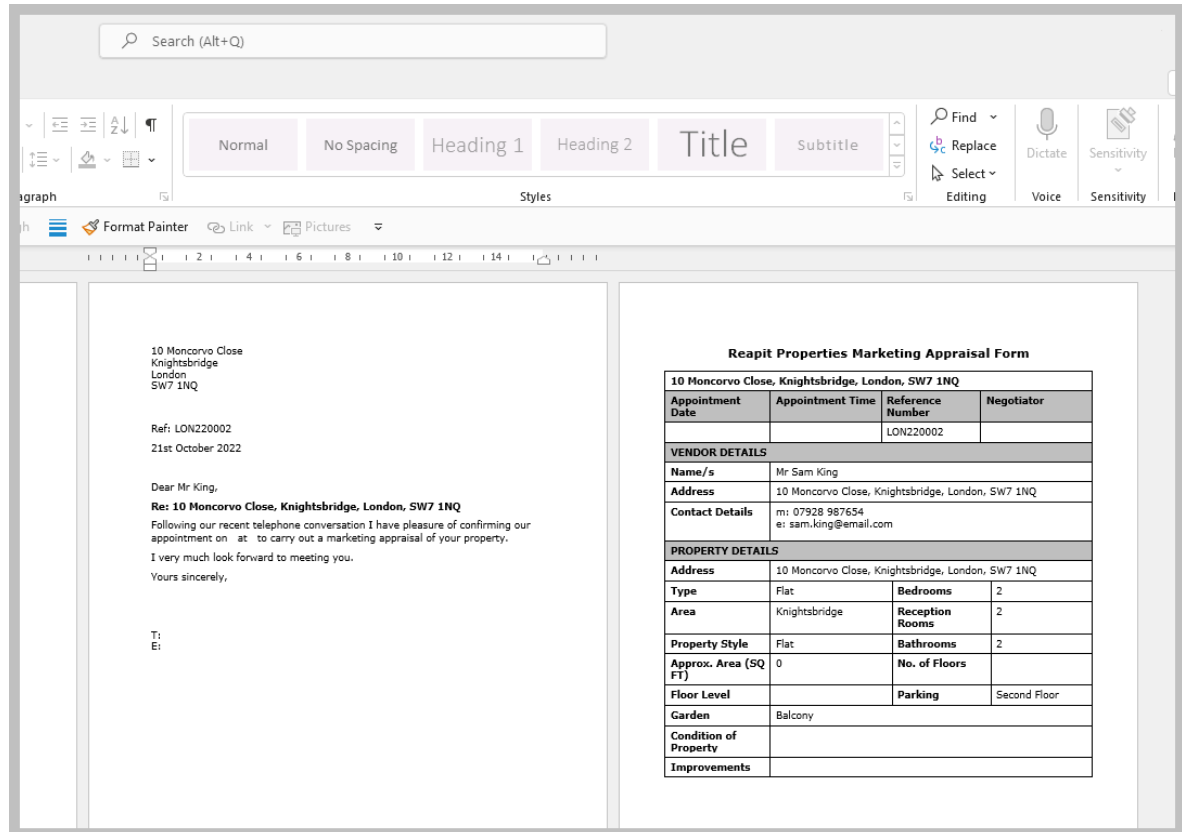 Search (Alt+Q)
Normal No Spacing Heading 1 Heading 2 Title Subtitle
Find
Replace
Select
Dictate
Sensitivity
agraph Styles Editing Voice Sensitivity
Format Painter Link Pictures
2 4 6 8 10 12 14
10 Moncorvo Close
Knightsbridge
London
SW7 1NQ
Ref: LON220002
21st October 2022
Dear Mr King,
Re: 10 Moncorvo Close, Knightsbridge, London, SW7 1NQ
Following our recent telephone conversation I have pleasure of confirming our
appointment on at to carry out a marketing appraisal of your property.
I very much look forward to meeting you.
Yours sincerely,
T:
E:
Reapit Properties Marketing Appraisal Form
10 Moncorvo Close, Knightsbridge, London, SW7 1NQ
Appointment Date Appointment Time Reference Number Negotiator
LON220002
VENDOR DETAILS
Name/s Mr Sam King
Address 10 Moncorvo Close, Knightsbridge, London, SW7 1NQ
Contact Details m: 07928 987654
e: sam.king@email.com
PROPERTY DETAILS
Address 10 Moncorvo Close, Knightsbridge, London, SW7 1NQ
Type Flat Bedrooms 2
Area Knightsbridge Reception Rooms 2
Property Style Flat Bathrooms 2
Approx. Area (SQ FT) 0 No. of Floors
Floor Level Parking Second Floor
Garden Balcony
Condition of Property
Improvements